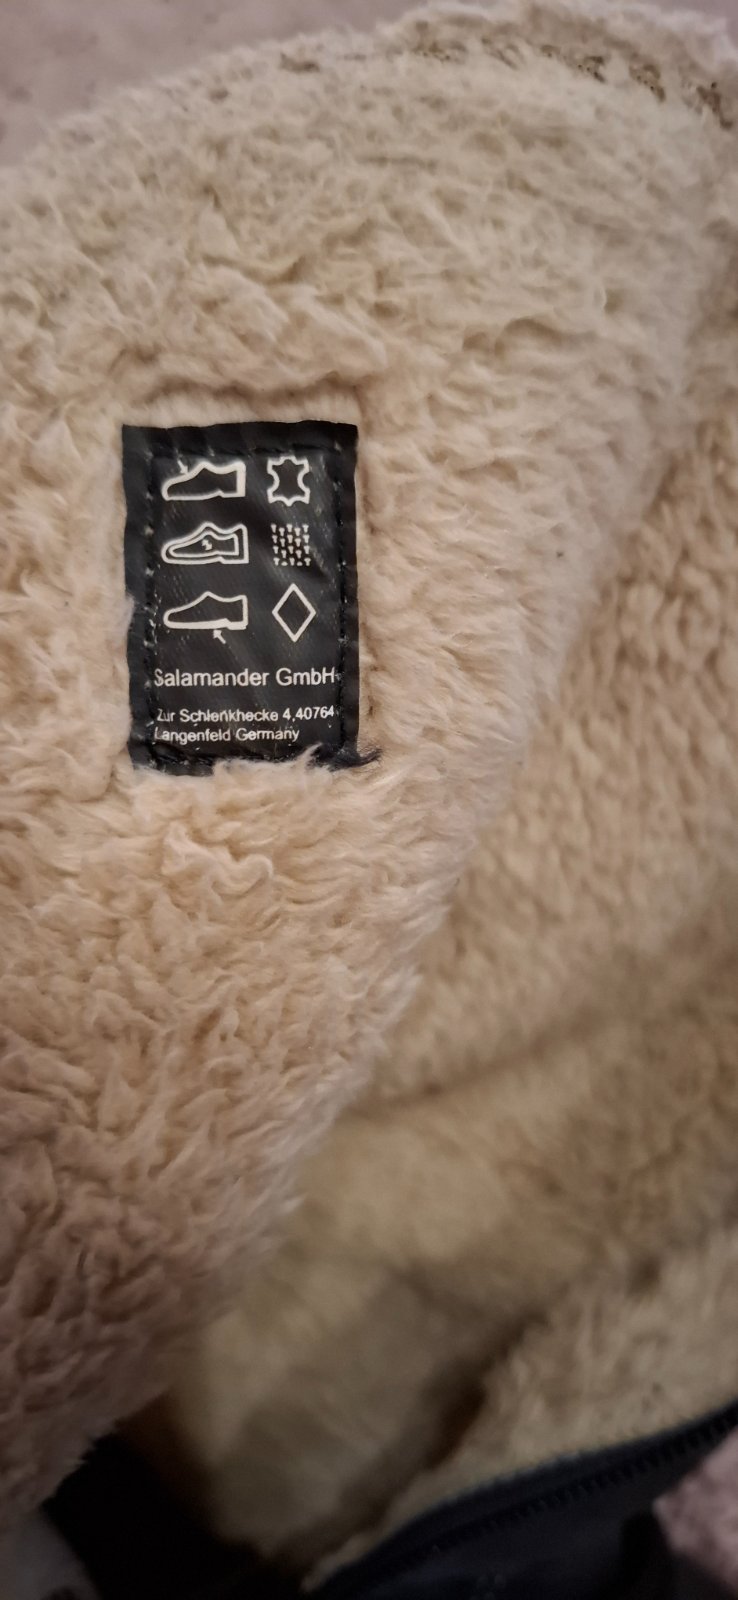 Salamander GmbH
Zur Schlenkhecke 4,40764
Langenfeld Germany